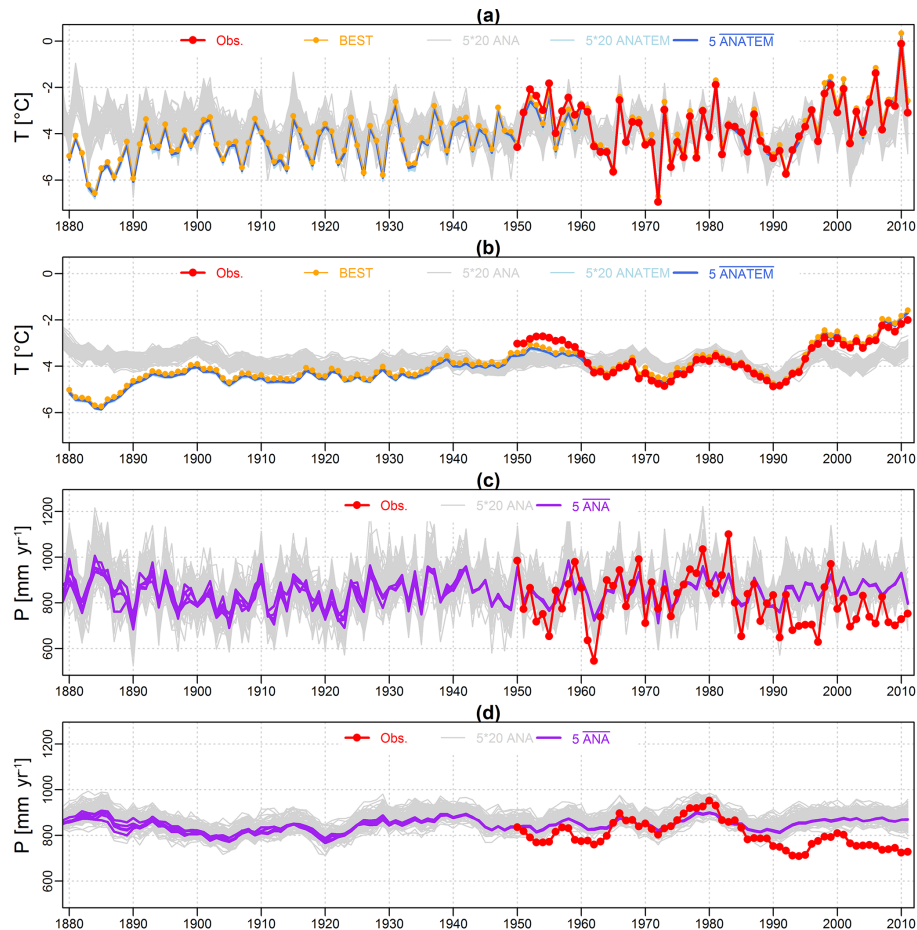 (a)
Obs. BEST 5*20 ANA 5*20 ANATEM 5 ANATEM
T [°C]
0
-2
-4
-6
1880 1890 1900 1910 1920 1930 1940 1950 1960 1970 1980 1990 2000 2010
(b)
Obs. BEST 5*20 ANA 5*20 ANATEM 5 ANATEM
T [°C]
0
-2
-4
-6
1880 1890 1900 1910 1920 1930 1940 1950 1960 1970 1980 1990 2000 2010
(c)
Obs. 5*20 ANA 5 ANA
P [mm yr⁻¹]
1200
1000
800
600
1880 1890 1900 1910 1920 1930 1940 1950 1960 1970 1980 1990 2000 2010
(d)
Obs. 5*20 ANA 5 ANA
P [mm yr⁻¹]
1200
1000
800
600
1880 1890 1900 1910 1920 1930 1940 1950 1960 1970 1980 1990 2000 2010